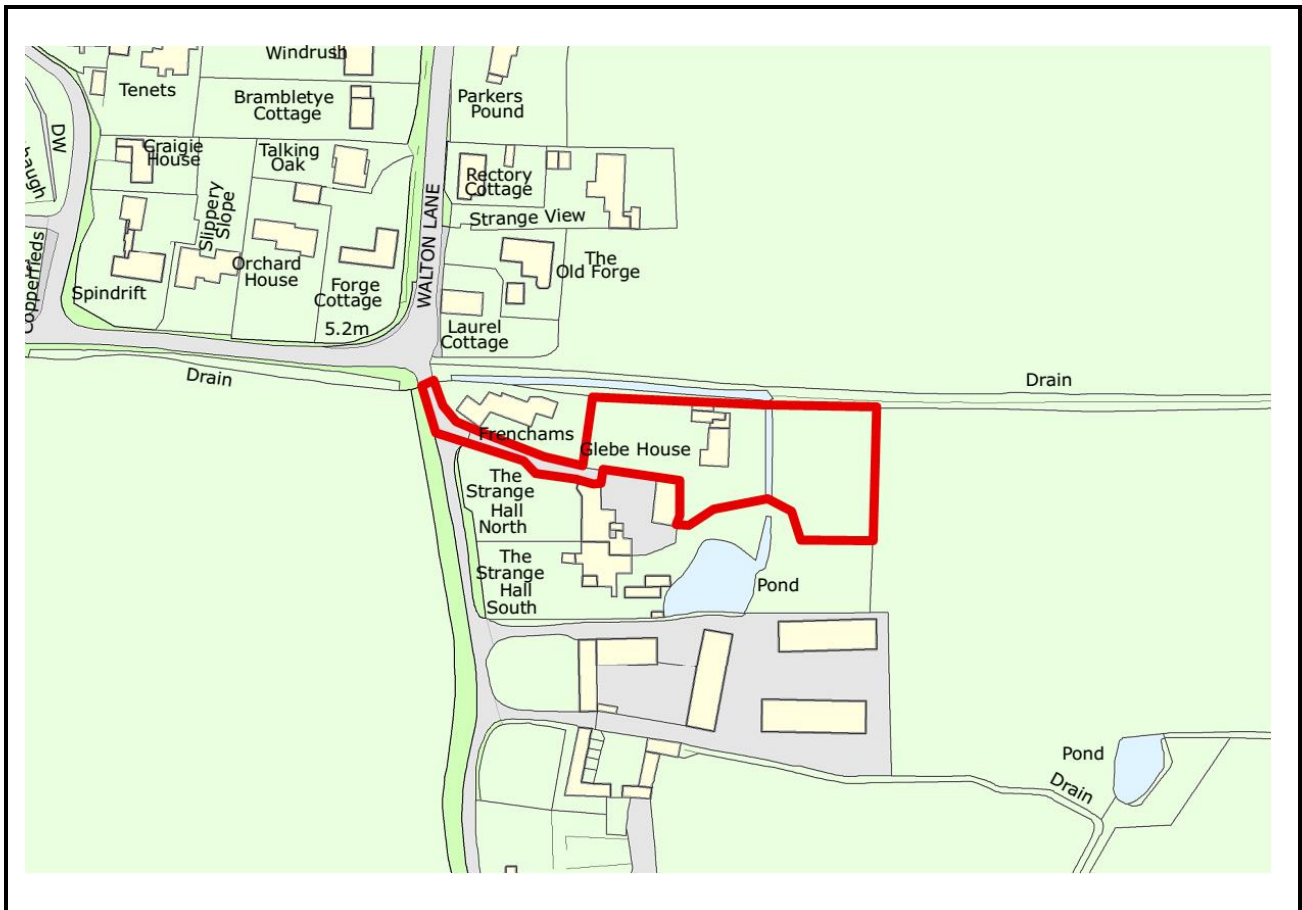 Windrush
Tenets
Brambletye
Cottage
Parkers
Pound
DW
Craigie
House
Talking
Oak
Rectory
Cottage
Slippery
Slope
WALTON LANE
Strange View
Copperfieds
Spindrift
Orchard
House
Forge
Cottage
The
Old Forge
5.2m
Laurel
Cottage
Drain
Drain
Frenchams
Glebe House
The
Strange
Hall
North
The
Strange
Hall
South
Pond
Pond
Drain